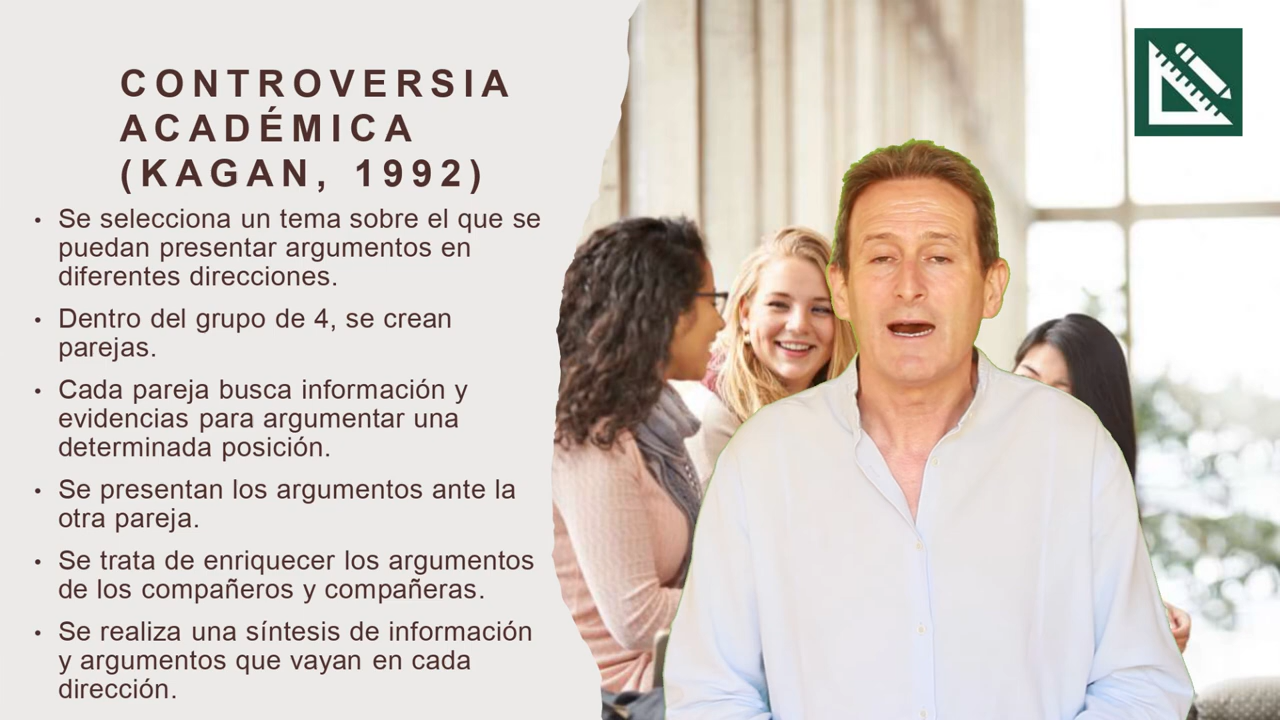 CONTROVERSIA
ACADÉMICA
(KAGAN, 1992)
• Se selecciona un tema sobre el que se
puedan presentar argumentos en
diferentes direcciones.
• Dentro del grupo de 4, se crean
parejas.
• Cada pareja busca información y
evidencias para argumentar una
determinada posición.
• Se presentan los argumentos ante la
otra pareja.
• Se trata de enriquecer los argumentos
de los compañeros y compañeras.
• Se realiza una síntesis de información
y argumentos que vayan en cada
dirección.